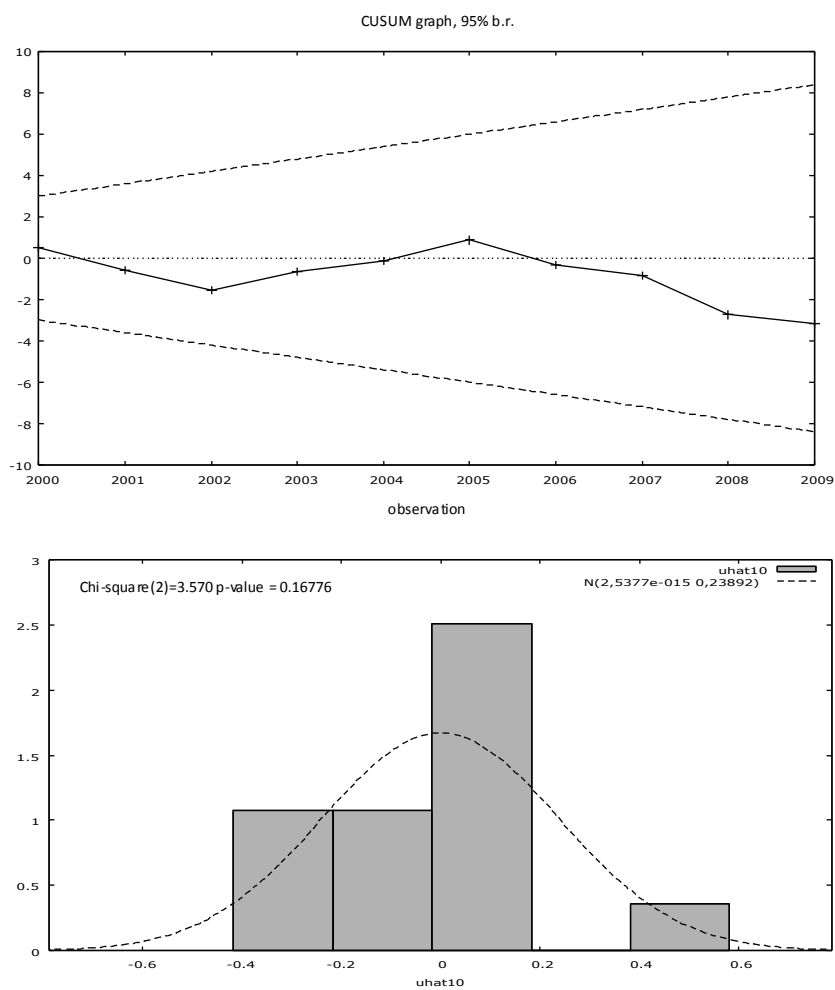 CUSUM graph, 95% b.r.
10
8
6
4
2
0
-2
-4
-6
-8
-10
2000 2001 2002 2003 2004 2005 2006 2007 2008 2009
observation
3
Chi-square(2)=3.570 p-value = 0.16776
uhat10
N(2,5377e-015 0,23892)
2.5
2
1.5
1
0.5
0
-0.6 -0.4 -0.2 0 0.2 0.4 0.6
uhat10